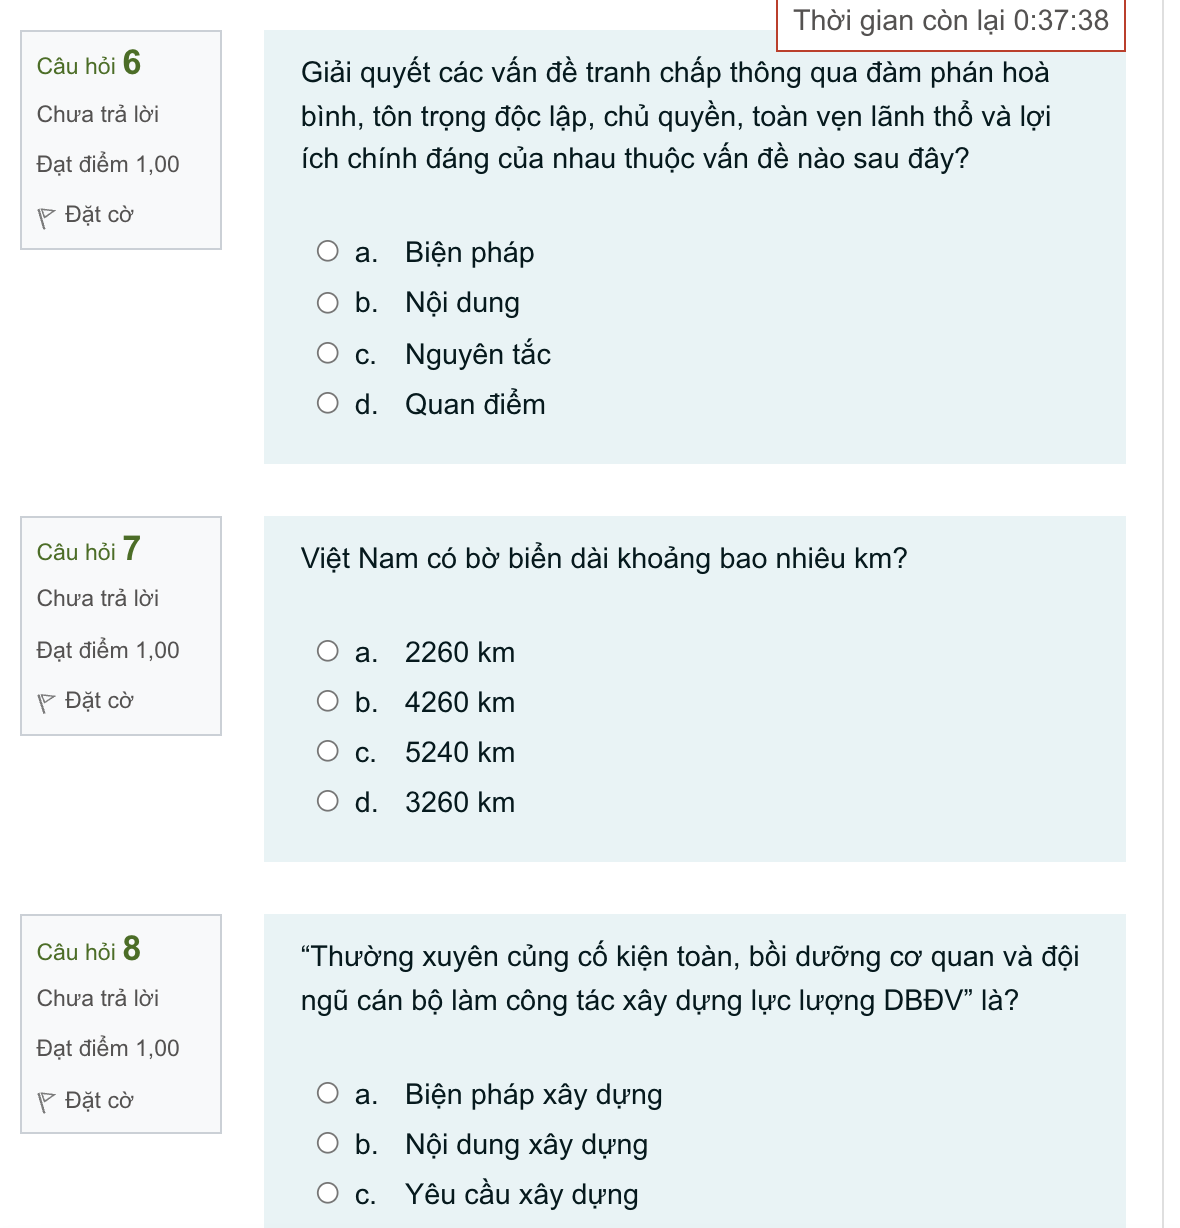 Thời gian còn lại 0:37:38
Câu hỏi 6
Chưa trả lời
Đạt điểm 1,00
Đặt cờ
Giải quyết các vấn đề tranh chấp thông qua đàm phán hoà
bình, tôn trọng độc lập, chủ quyền, toàn vẹn lãnh thổ và lợi
ích chính đáng của nhau thuộc vấn đề nào sau đây?
a. Biện pháp
b. Nội dung
c. Nguyên tắc
d. Quan điểm
Câu hỏi 7
Chưa trả lời
Đạt điểm 1,00
Đặt cờ
Việt Nam có bờ biển dài khoảng bao nhiêu km?
a. 2260 km
b. 4260 km
c. 5240 km
d. 3260 km
Câu hỏi 8
Chưa trả lời
Đạt điểm 1,00
Đặt cờ
“Thường xuyên củng cố kiện toàn, bồi dưỡng cơ quan và đội
ngũ cán bộ làm công tác xây dựng lực lượng DBĐV” là?
a. Biện pháp xây dựng
b. Nội dung xây dựng
c. Yêu cầu xây dựng